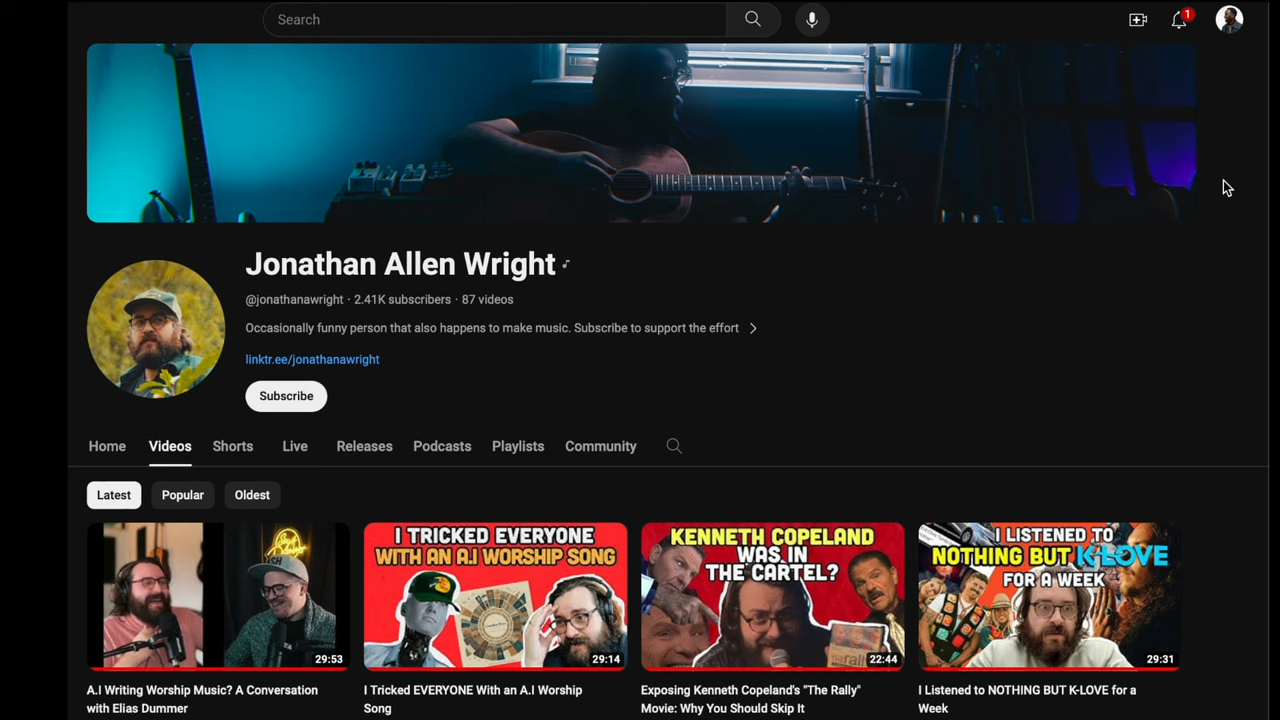 Search
1
Jonathan Allen Wright
@jonathanawright · 2.41K subscribers · 87 videos
Occasionally funny person that also happens to make music. Subscribe to support the effort
linktr.ee/jonathanawright
Subscribe
Home Videos Shorts Live Releases Podcasts Playlists Community
Latest Popular Oldest
29:53
A.I Writing Worship Music? A Conversation
with Elias Dummer
I TRICKED EVERYONE
WITH AN A.I WORSHIP SONG
29:14
I Tricked EVERYONE With an A.I Worship
Song
KENNETH COPELAND
WAS IN
THE CARTEL?
22:44
Exposing Kenneth Copeland's "The Rally"
Movie: Why You Should Skip It
I LISTENED TO
NOTHING BUT K-LOVE
FOR A WEEK
29:31
I Listened to NOTHING BUT K-LOVE for a
Week